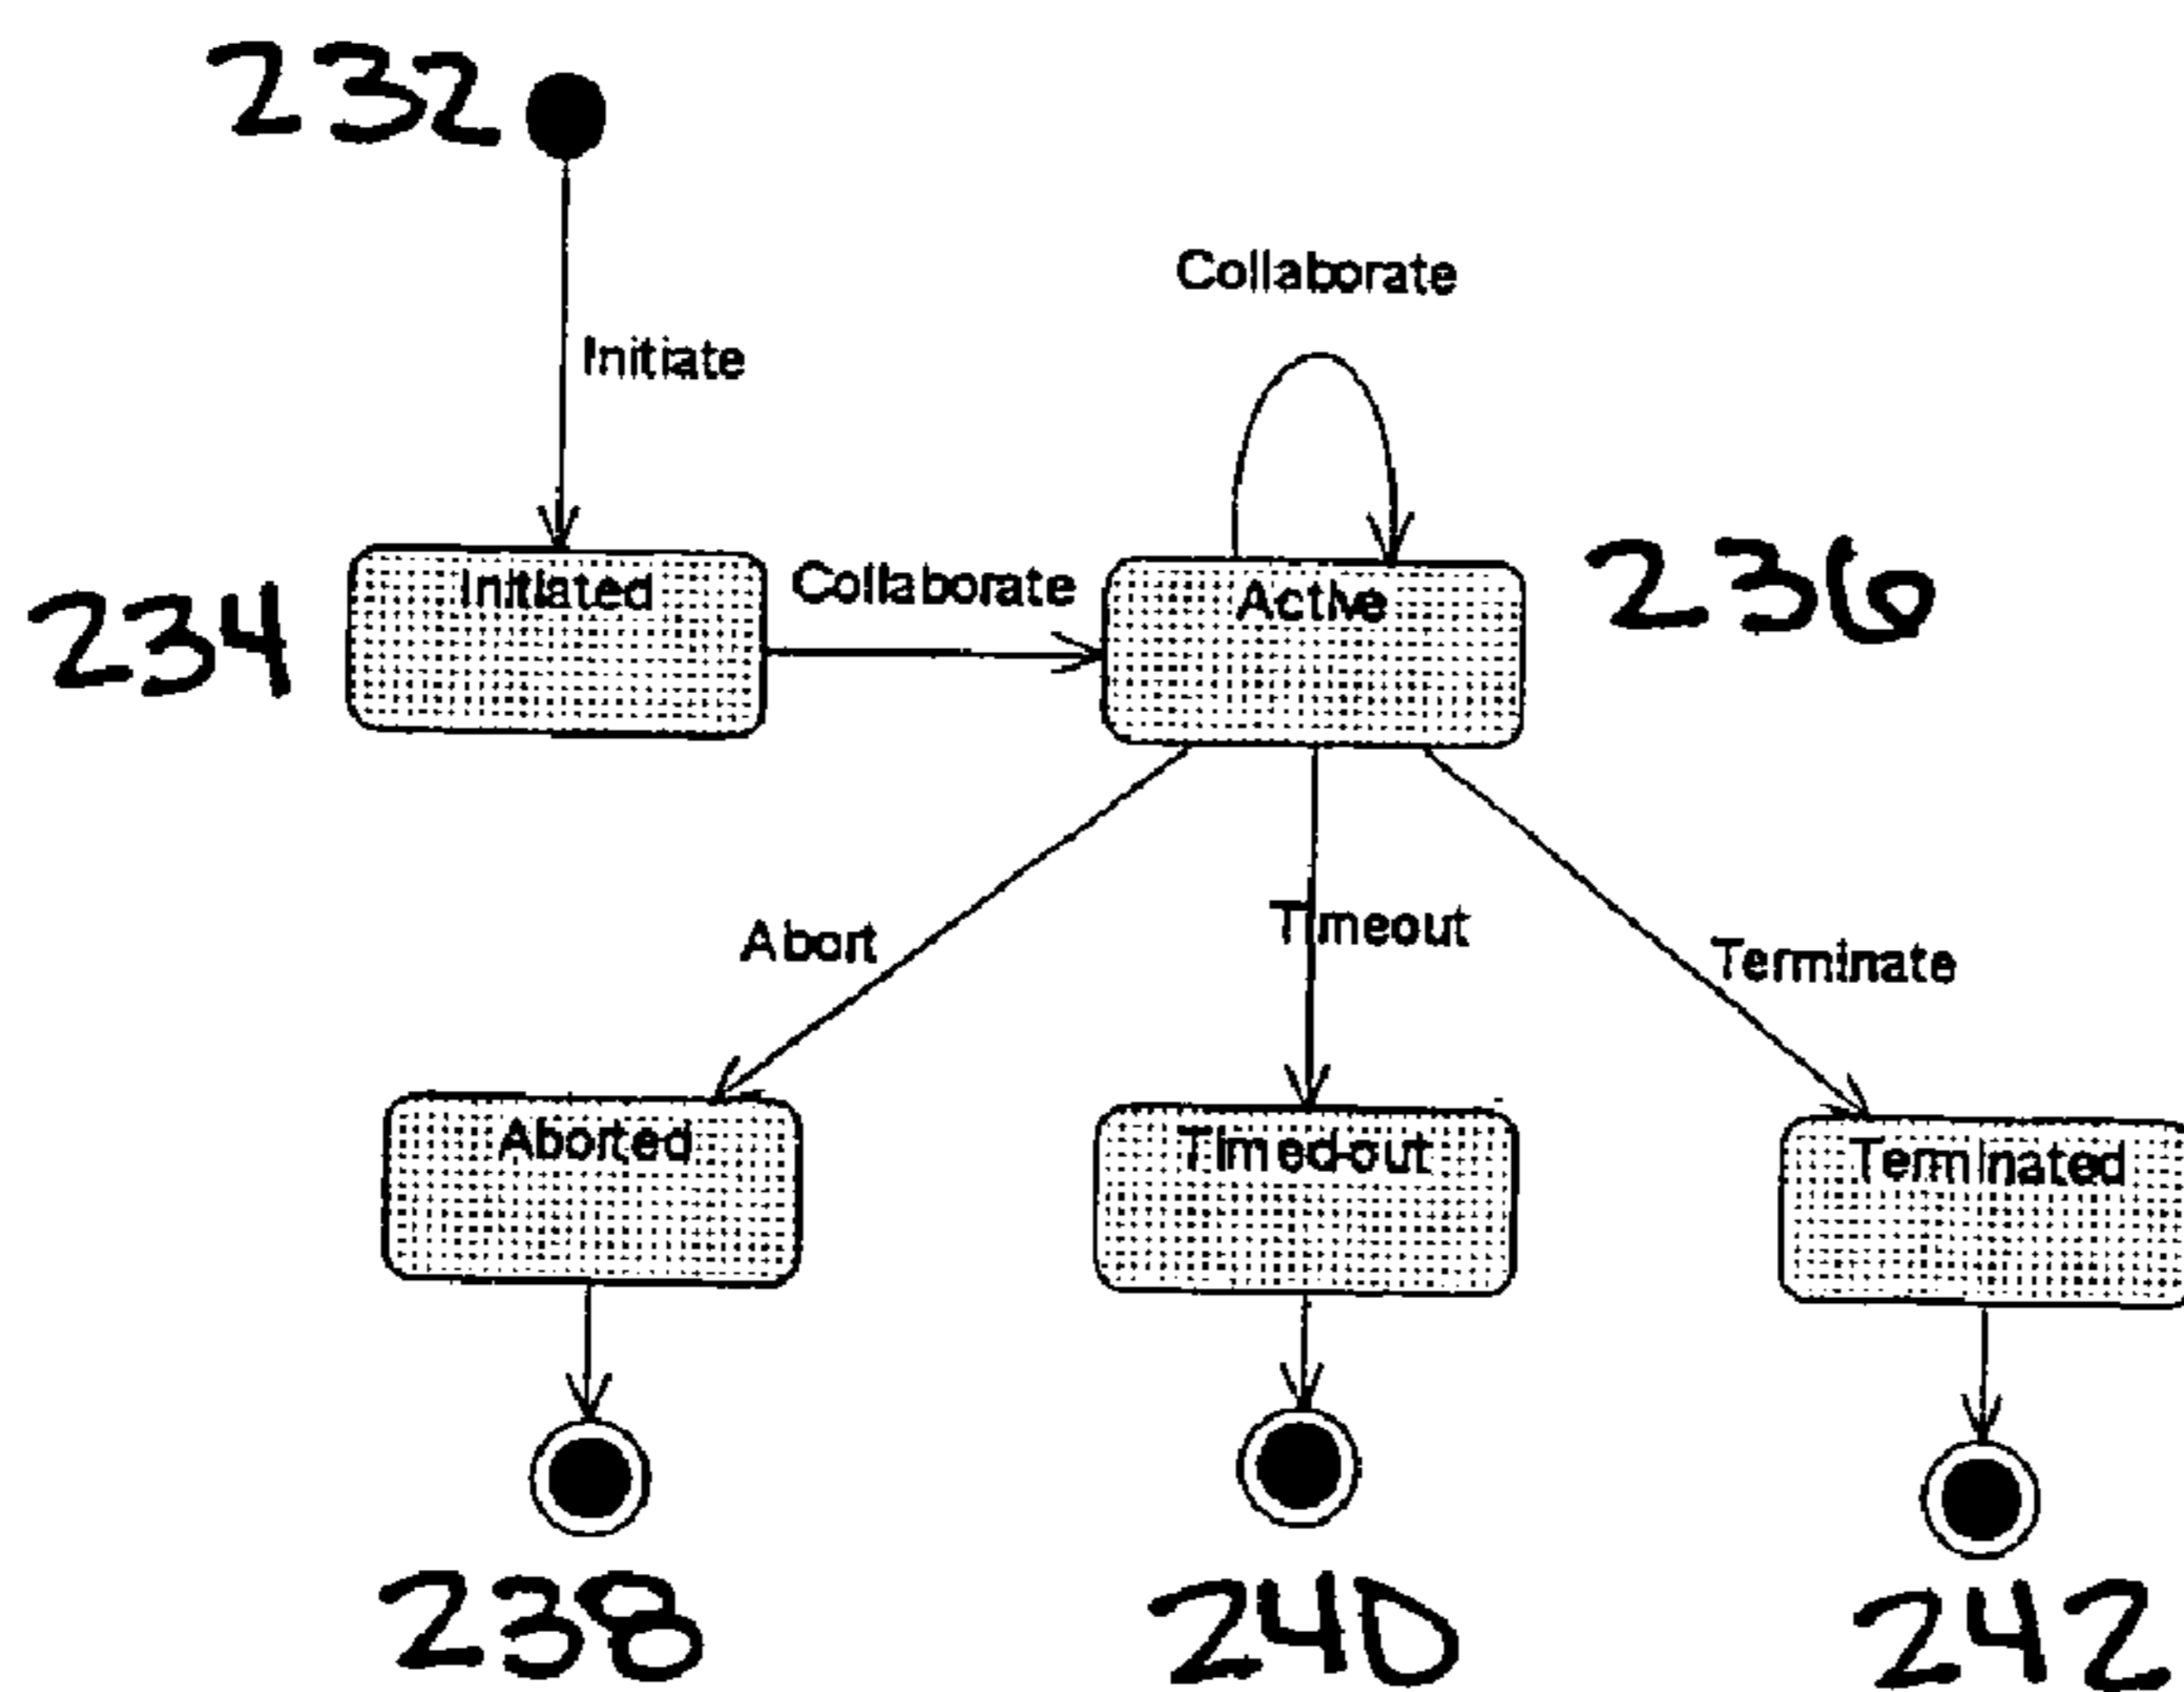 232
Initiate
Collaborate
234
Initiated
Collaborate
Active
236
Abort
Timeout
Terminate
Aborted
Timed-out
Terminated
238
240
242